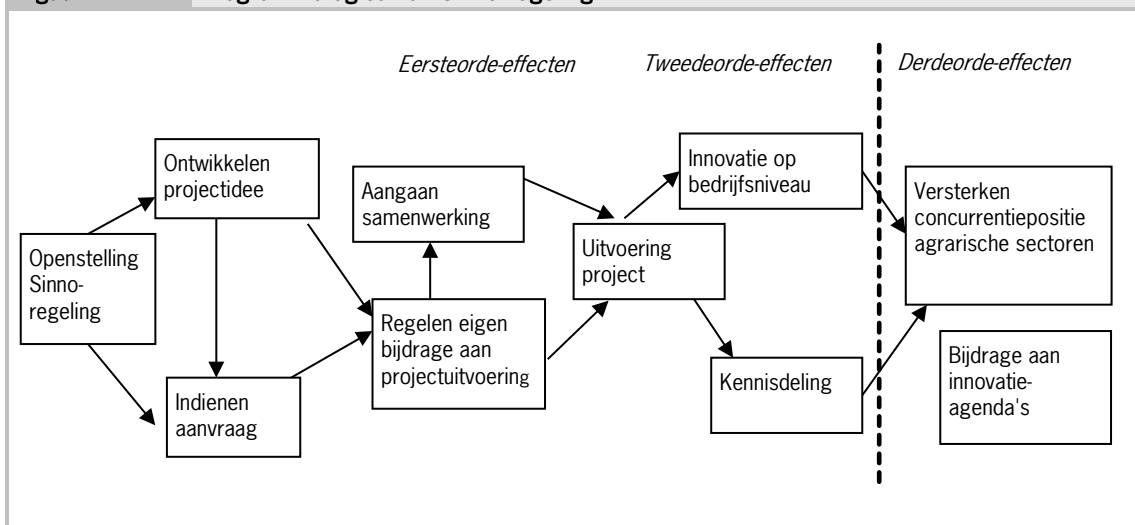 Eersteorde-effecten
Tweedeorde-effecten
Derdeorde-effecten
Ontwikkelen
projectidee
Openstelling
Sinno-
regeling
Indienen
aanvraag
Aangaan
samenwerking
Regelen eigen
bijdrage aan
projectuitvoering
Uitvoering
project
Innovatie op
bedrijfsniveau
Kennisdeling
Versterken
concurrentiepositie
agrarische sectoren
Bijdrage aan
innovatie-
agenda's